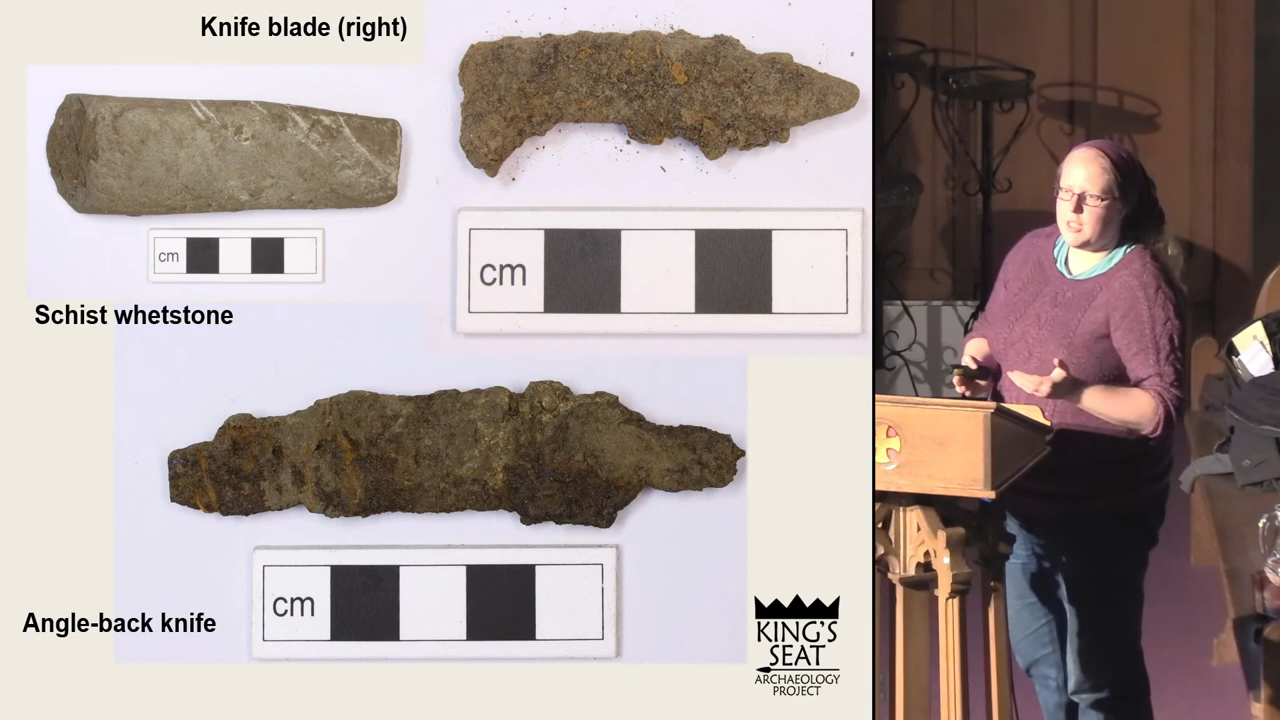 Knife blade (right)
cm
cm
Schist whetstone
cm
Angle-back knife
KING'S
SEAT
ARCHAEOLOGY
PROJECT